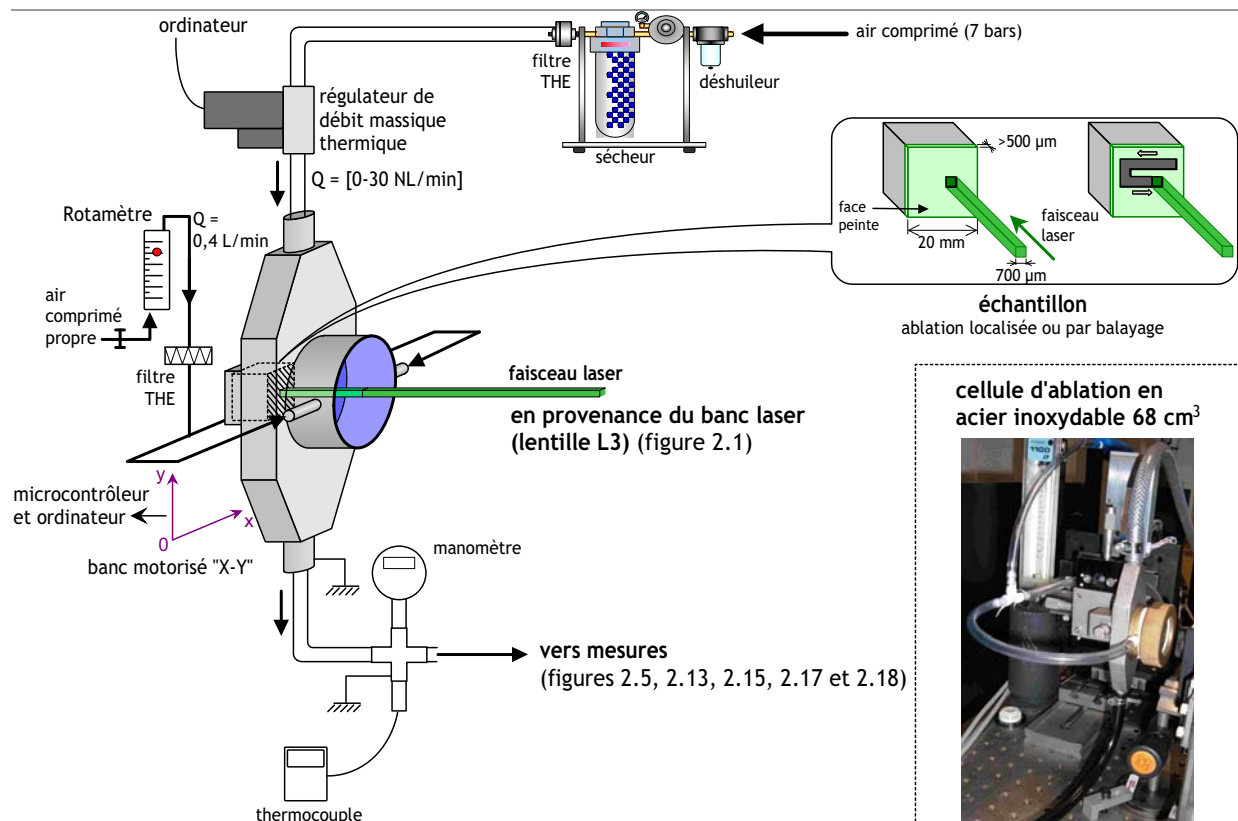 ordinateur
air comprimé (7 bars)
filtre
THE
déshuileur
sécheur
régulateur de
débit massique
thermique
Q = [0-30 NL/min]
Rotamètre
Q =
0,4 L/min
air
comprimé
propre
filtre
THE
>500 µm
face
peinte
20 mm
faisceau
laser
700 µm
échantillon
ablation localisée ou par balayage
faisceau laser
en provenance du banc laser
(lentille L3) (figure 2.1)
cellule d'ablation en
acier inoxydable 68 cm³
y
x
0
microcontrôleur
et ordinateur
banc motorisé "X-Y"
manomètre
vers mesures
(figures 2.5, 2.13, 2.15, 2.17 et 2.18)
thermocouple